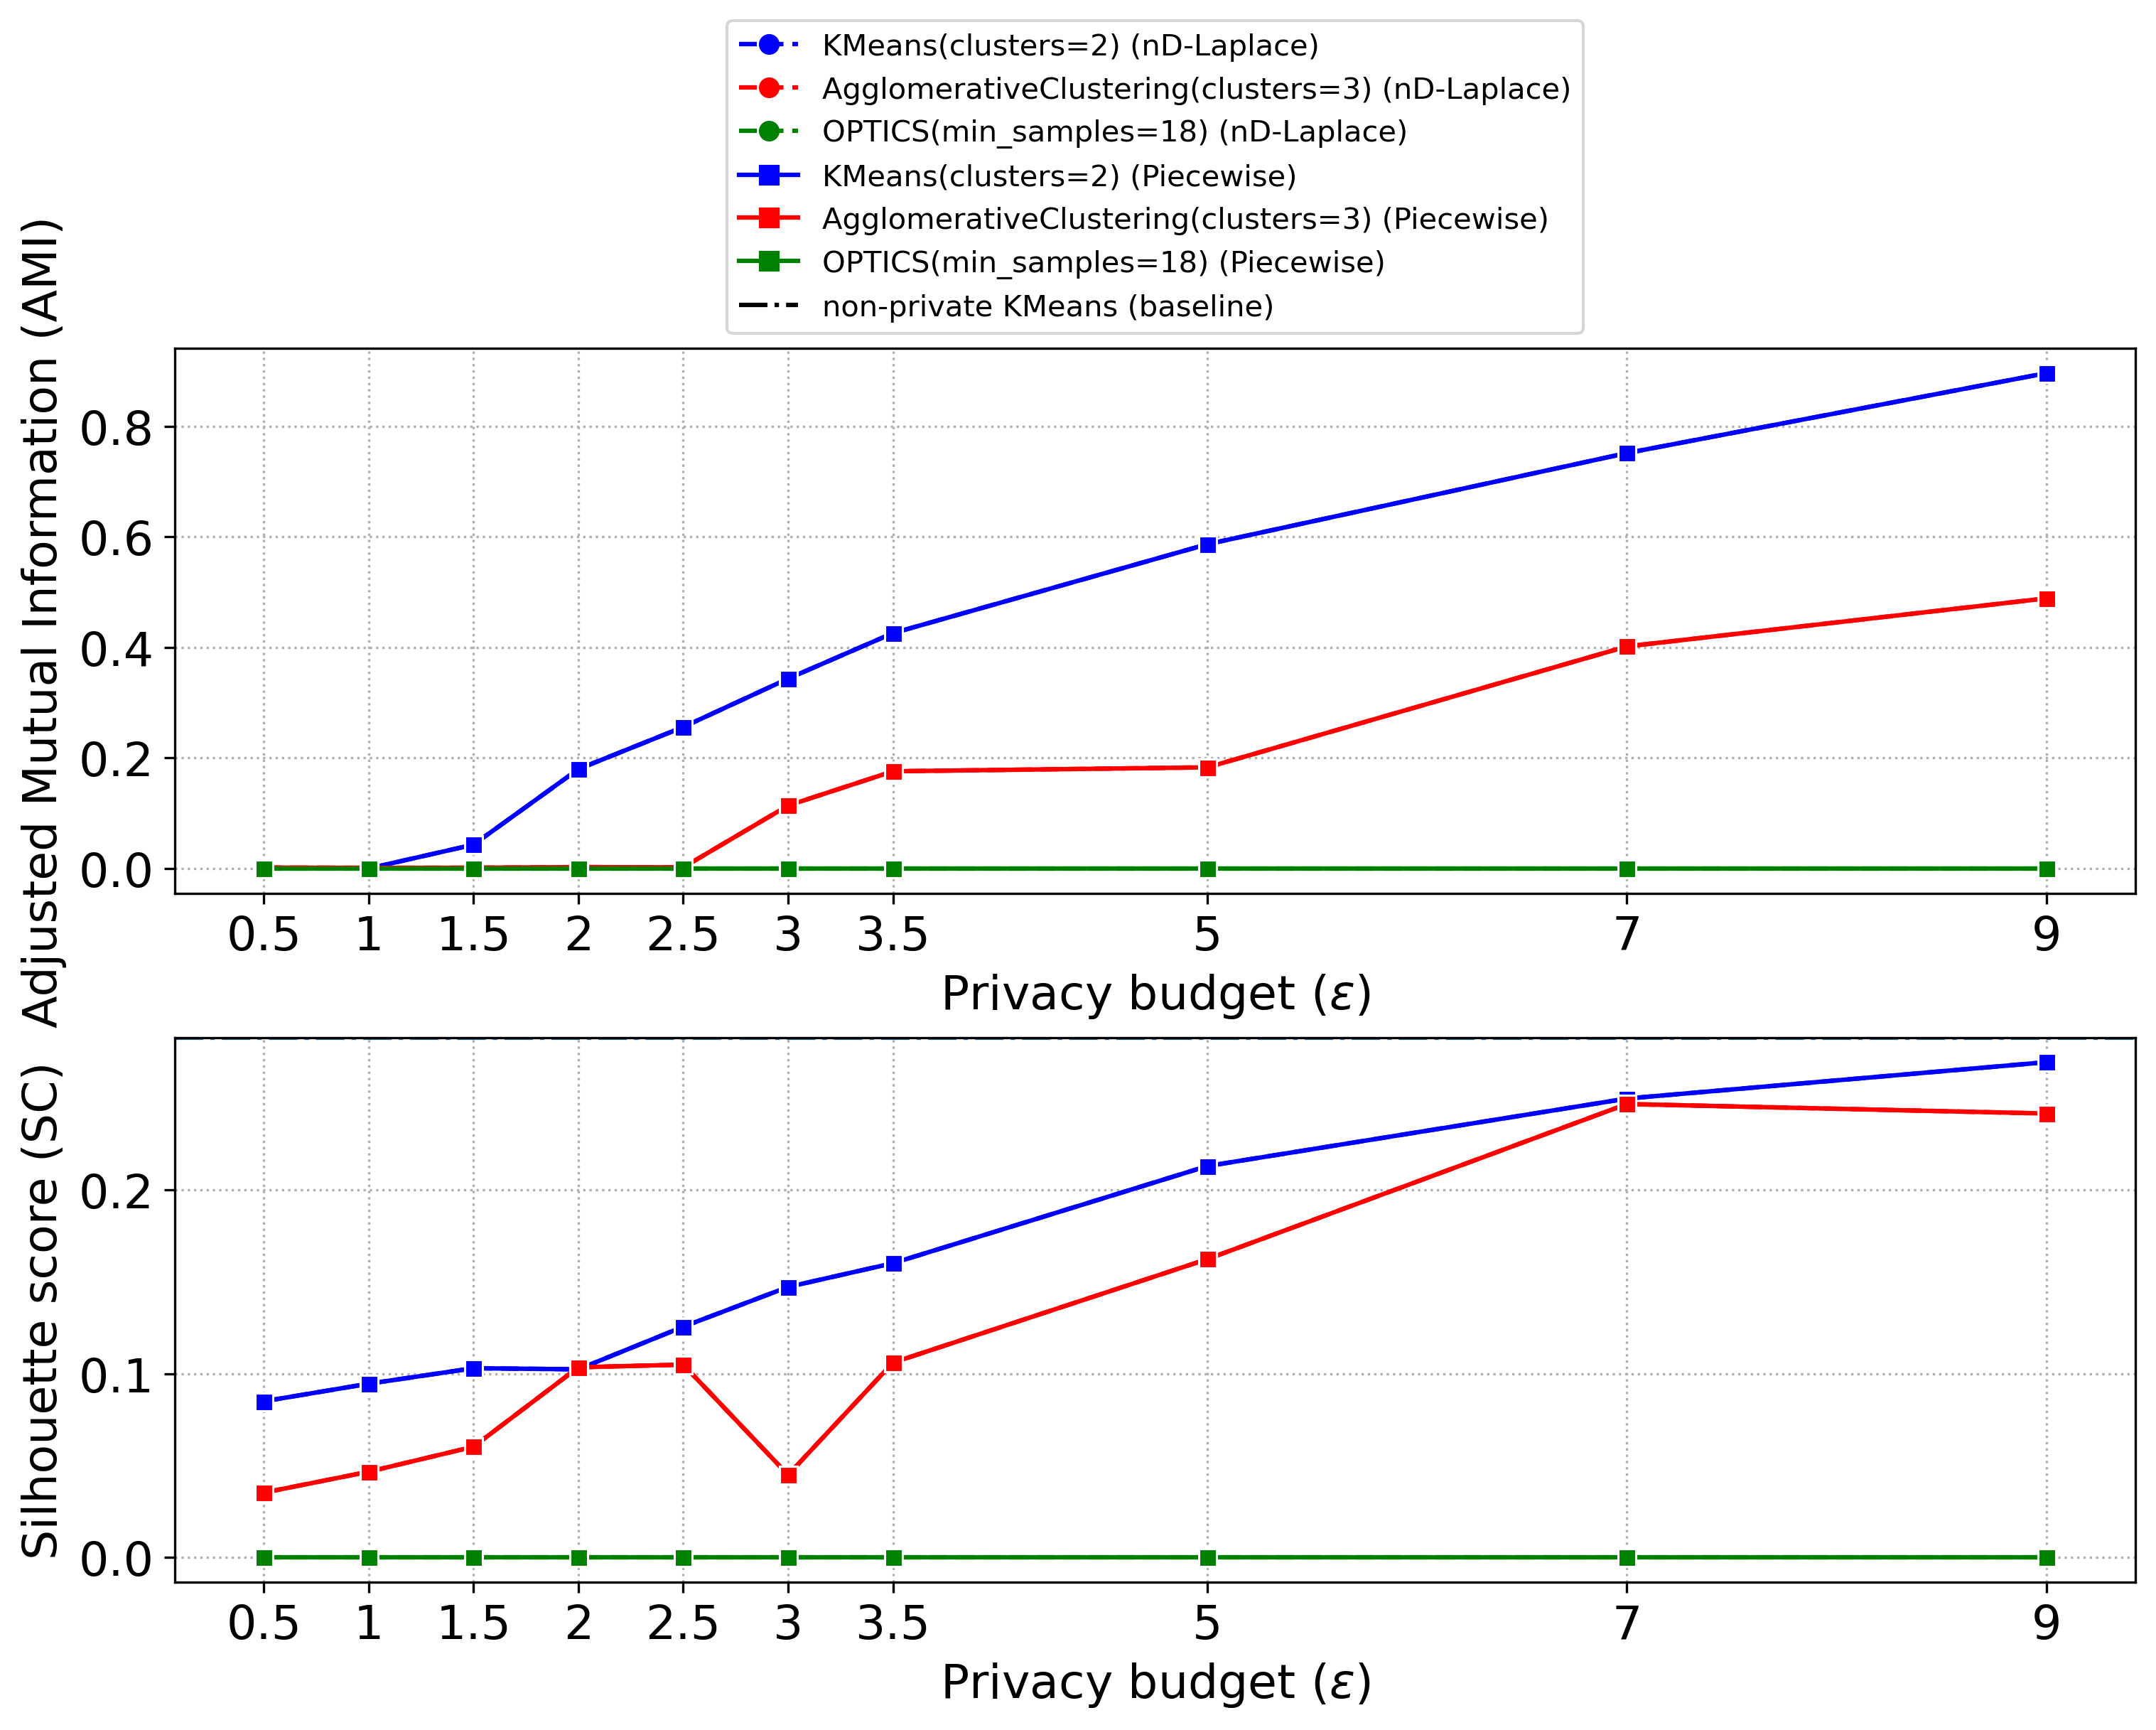 KMeans(clusters=2) (nD-Laplace)
AgglomerativeClustering(clusters=3) (nD-Laplace)
OPTICS(min_samples=18) (nD-Laplace)
KMeans(clusters=2) (Piecewise)
AgglomerativeClustering(clusters=3) (Piecewise)
OPTICS(min_samples=18) (Piecewise)
non-private KMeans (baseline)
Adjusted Mutual Information (AMI)
0.8
0.6
0.4
0.2
0.0
0.5 1 1.5 2 2.5 3 3.5 5 7 9
Privacy budget (ε)
Silhouette score (SC)
0.2
0.1
0.0
0.5 1 1.5 2 2.5 3 3.5 5 7 9
Privacy budget (ε)